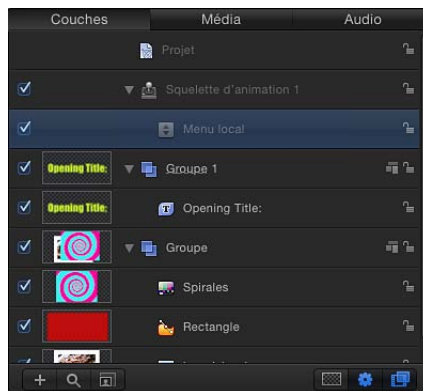 Couches Média Audio
Projet
Squelette d'animation 1
Menu local
Opening Title: Groupe 1
Opening Title: Opening Title:
Groupe
Spirales
Rectangle